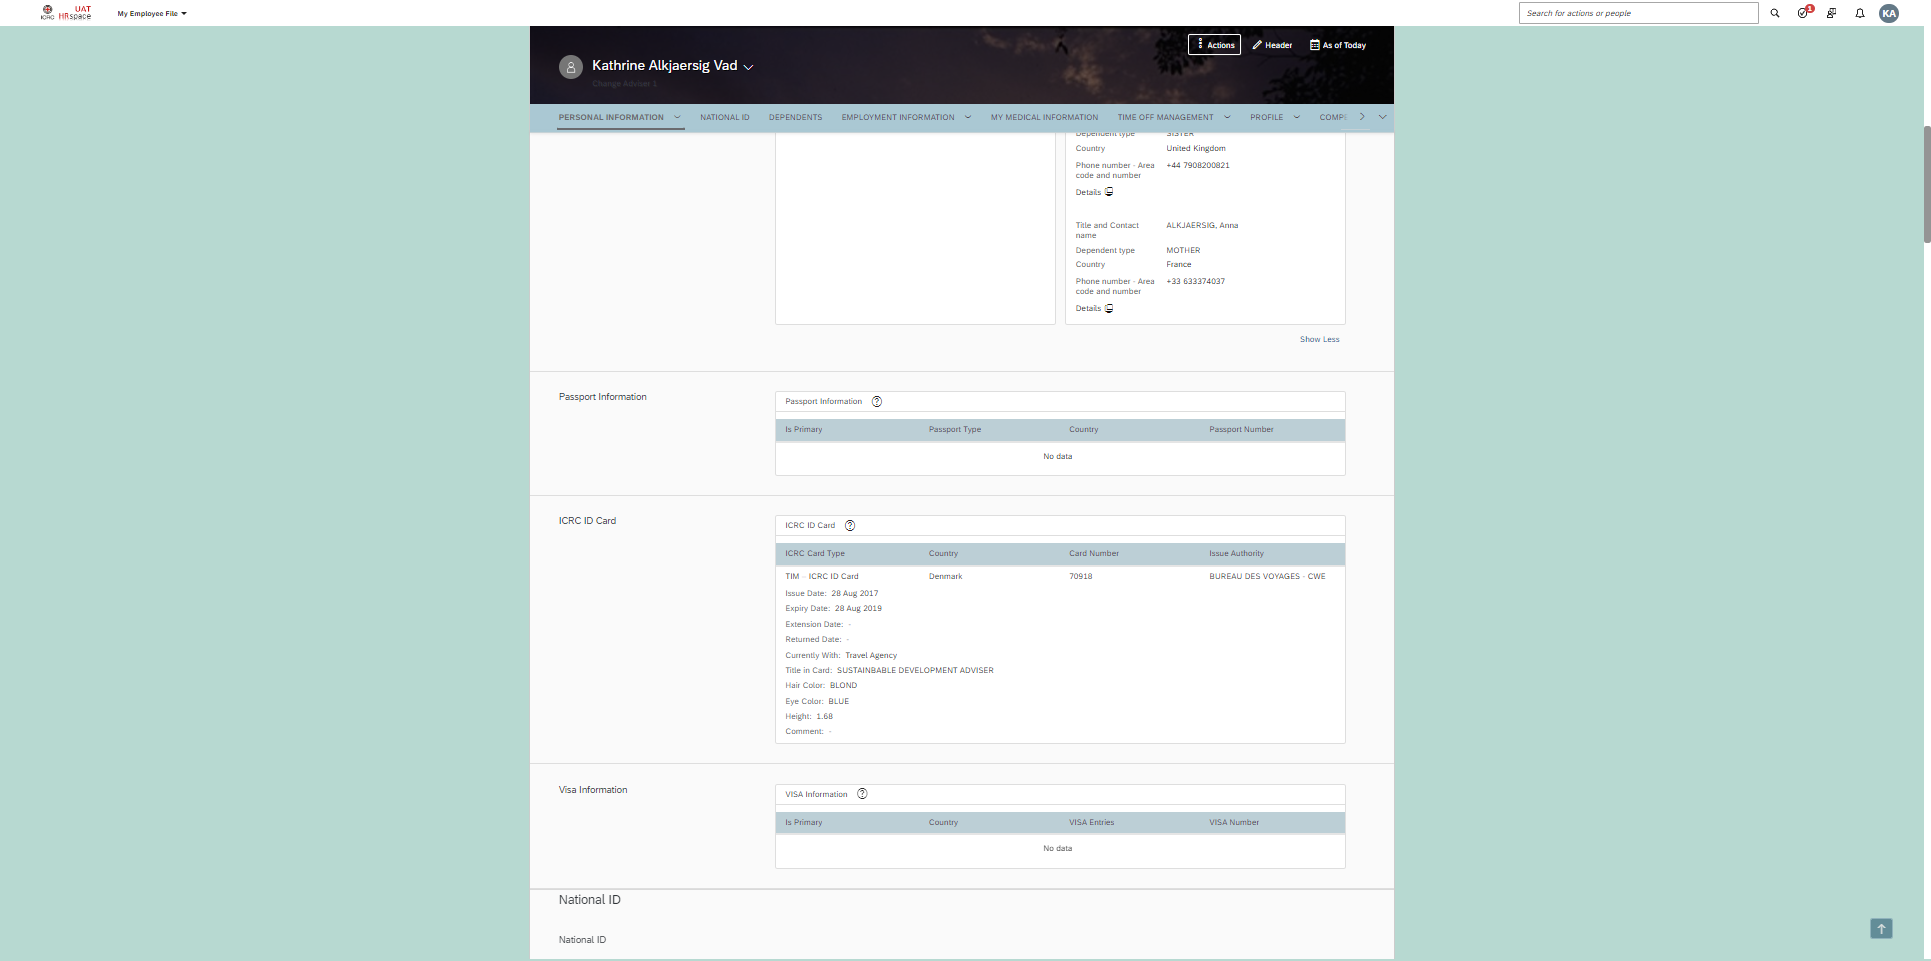 ICRC
UAT
HRspace
My Employee File
Search for actions or people
1
KA
Actions
Header
As of Today
Kathrine Alkjaersig Vad
Change Adviser 1
PERSONAL INFORMATION
NATIONAL ID
DEPENDENTS
EMPLOYMENT INFORMATION
MY MEDICAL INFORMATION
TIME OFF MANAGEMENT
PROFILE
COMPE
Dependent type SISTER
Country United Kingdom
Phone number - Area code and number +44 7908200821
Details
Title and Contact name ALKJAERSIG, Anna
Dependent type MOTHER
Country France
Phone number - Area code and number +33 633374037
Details
Show Less
Passport Information
Passport Information ?
Is Primary Passport Type Country Passport Number
No data
ICRC ID Card
ICRC ID Card ?
ICRC Card Type Country Card Number Issue Authority
TIM - ICRC ID Card Denmark 70918 BUREAU DES VOYAGES - CWE
Issue Date: 28 Aug 2017
Expiry Date: 28 Aug 2019
Extension Date: -
Returned Date: -
Currently With: Travel Agency
Title in Card: SUSTAINBABLE DEVELOPMENT ADVISER
Hair Color: BLOND
Eye Color: BLUE
Height: 1.68
Comment: -
Visa Information
VISA Information ?
Is Primary Country VISA Entries VISA Number
No data
National ID
National ID